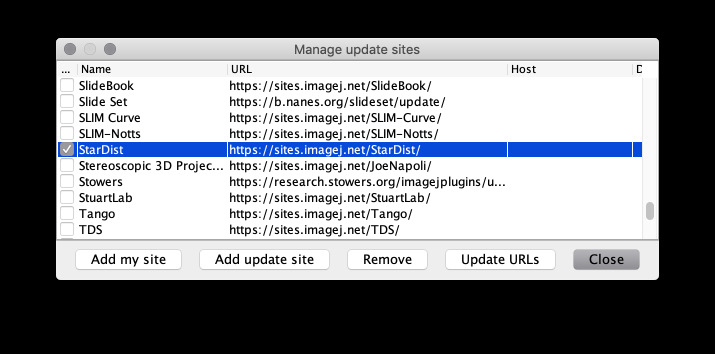 Manage update sites
... Name URL Host D
SlideBook https://sites.imagej.net/SlideBook/
Slide Set https://b.nanes.org/slideset/update/
SLIM Curve https://sites.imagej.net/SLIM-Curve/
SLIM-Notts https://sites.imagej.net/SLIM-Notts/
StarDist https://sites.imagej.net/StarDist/
Stereoscopic 3D Projec... https://sites.imagej.net/JoeNapoli/
Stowers https://research.stowers.org/imagejplugins/u...
StuartLab https://sites.imagej.net/StuartLab/
Tango https://sites.imagej.net/Tango/
TDS https://sites.imagej.net/TDS/
Add my site Add update site Remove Update URLs Close